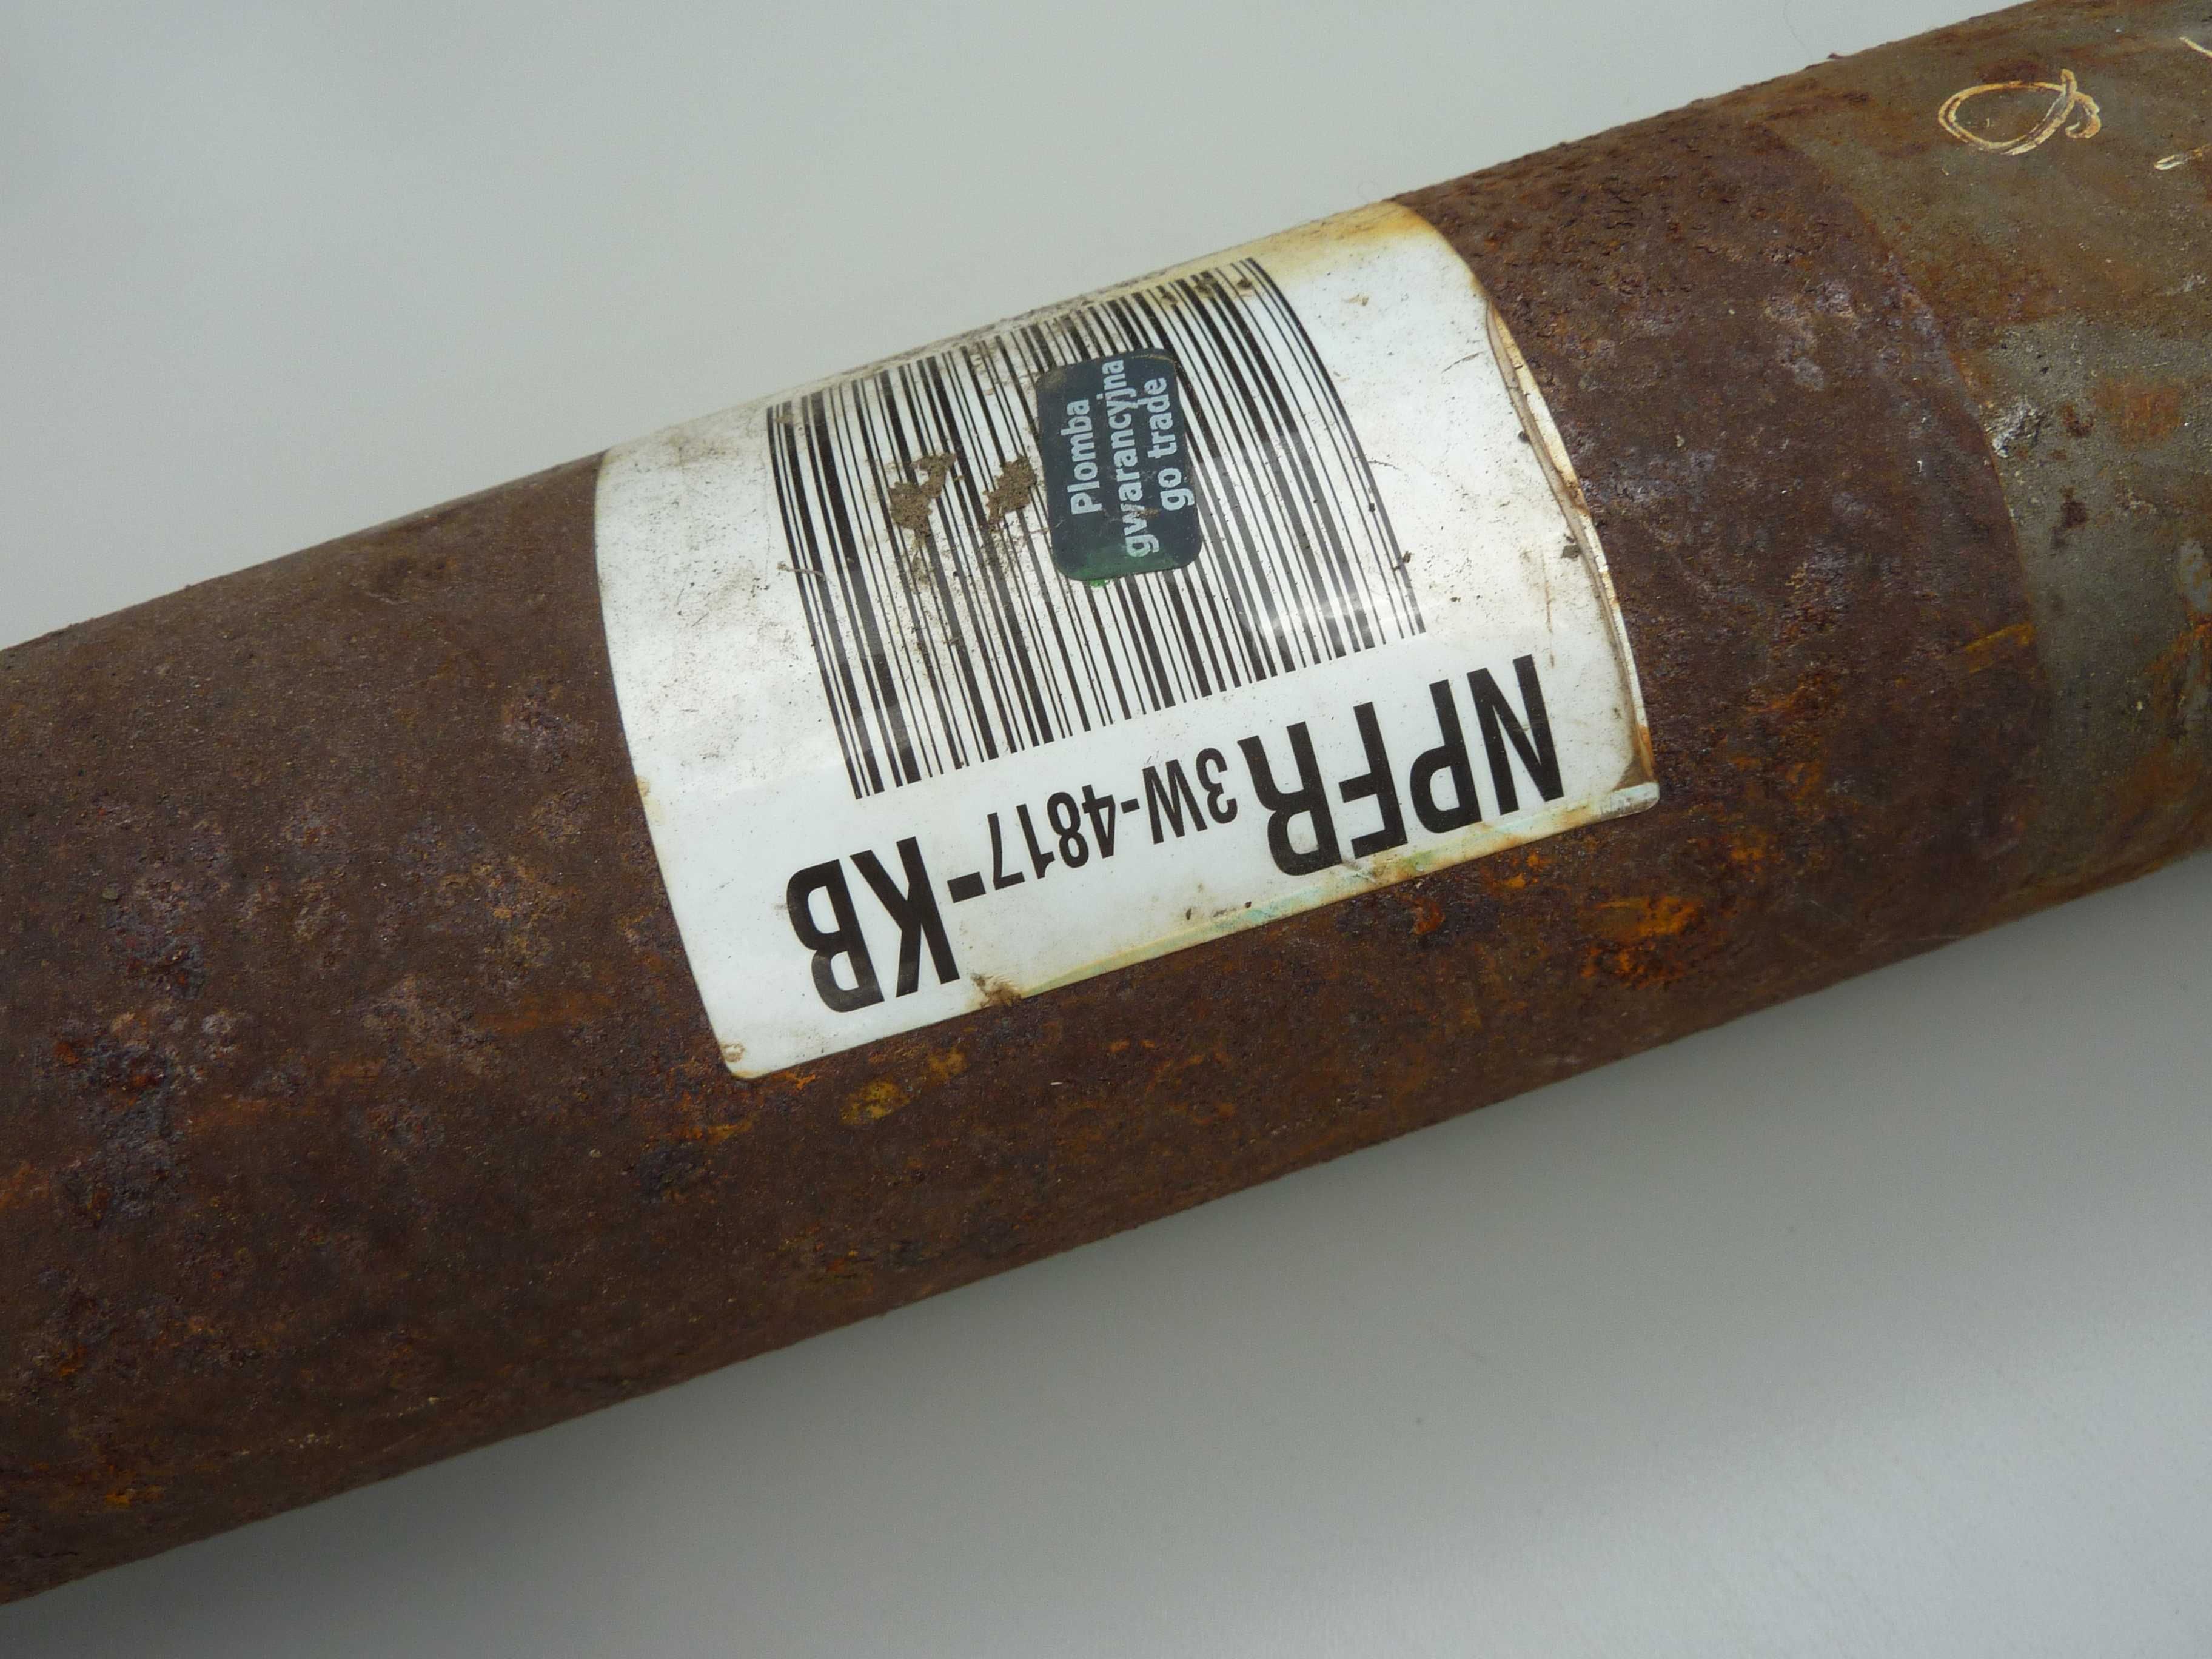 NPFR 3W-4817-KB
Plomba
gwarancyjna
go trade